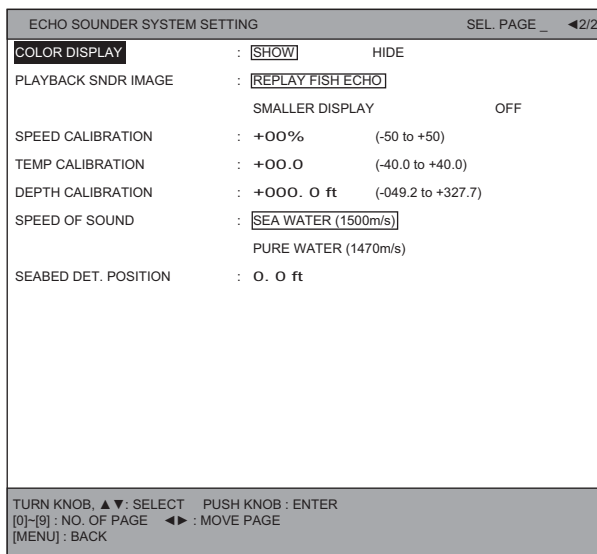 ECHO SOUNDER SYSTEM SETTING SEL. PAGE _ ◄2/2
COLOR DISPLAY : SHOW HIDE
PLAYBACK SNDR IMAGE : REPLAY FISH ECHO
SMALLER DISPLAY OFF
SPEED CALIBRATION : +00% (-50 to +50)
TEMP CALIBRATION : +00.0 (-40.0 to +40.0)
DEPTH CALIBRATION : +000. 0 ft (-049.2 to +327.7)
SPEED OF SOUND : SEA WATER (1500m/s)
PURE WATER (1470m/s)
SEABED DET. POSITION : 0. 0 ft
TURN KNOB, ▲▼: SELECT PUSH KNOB : ENTER
[0]~[9] : NO. OF PAGE ◄► : MOVE PAGE
[MENU] : BACK